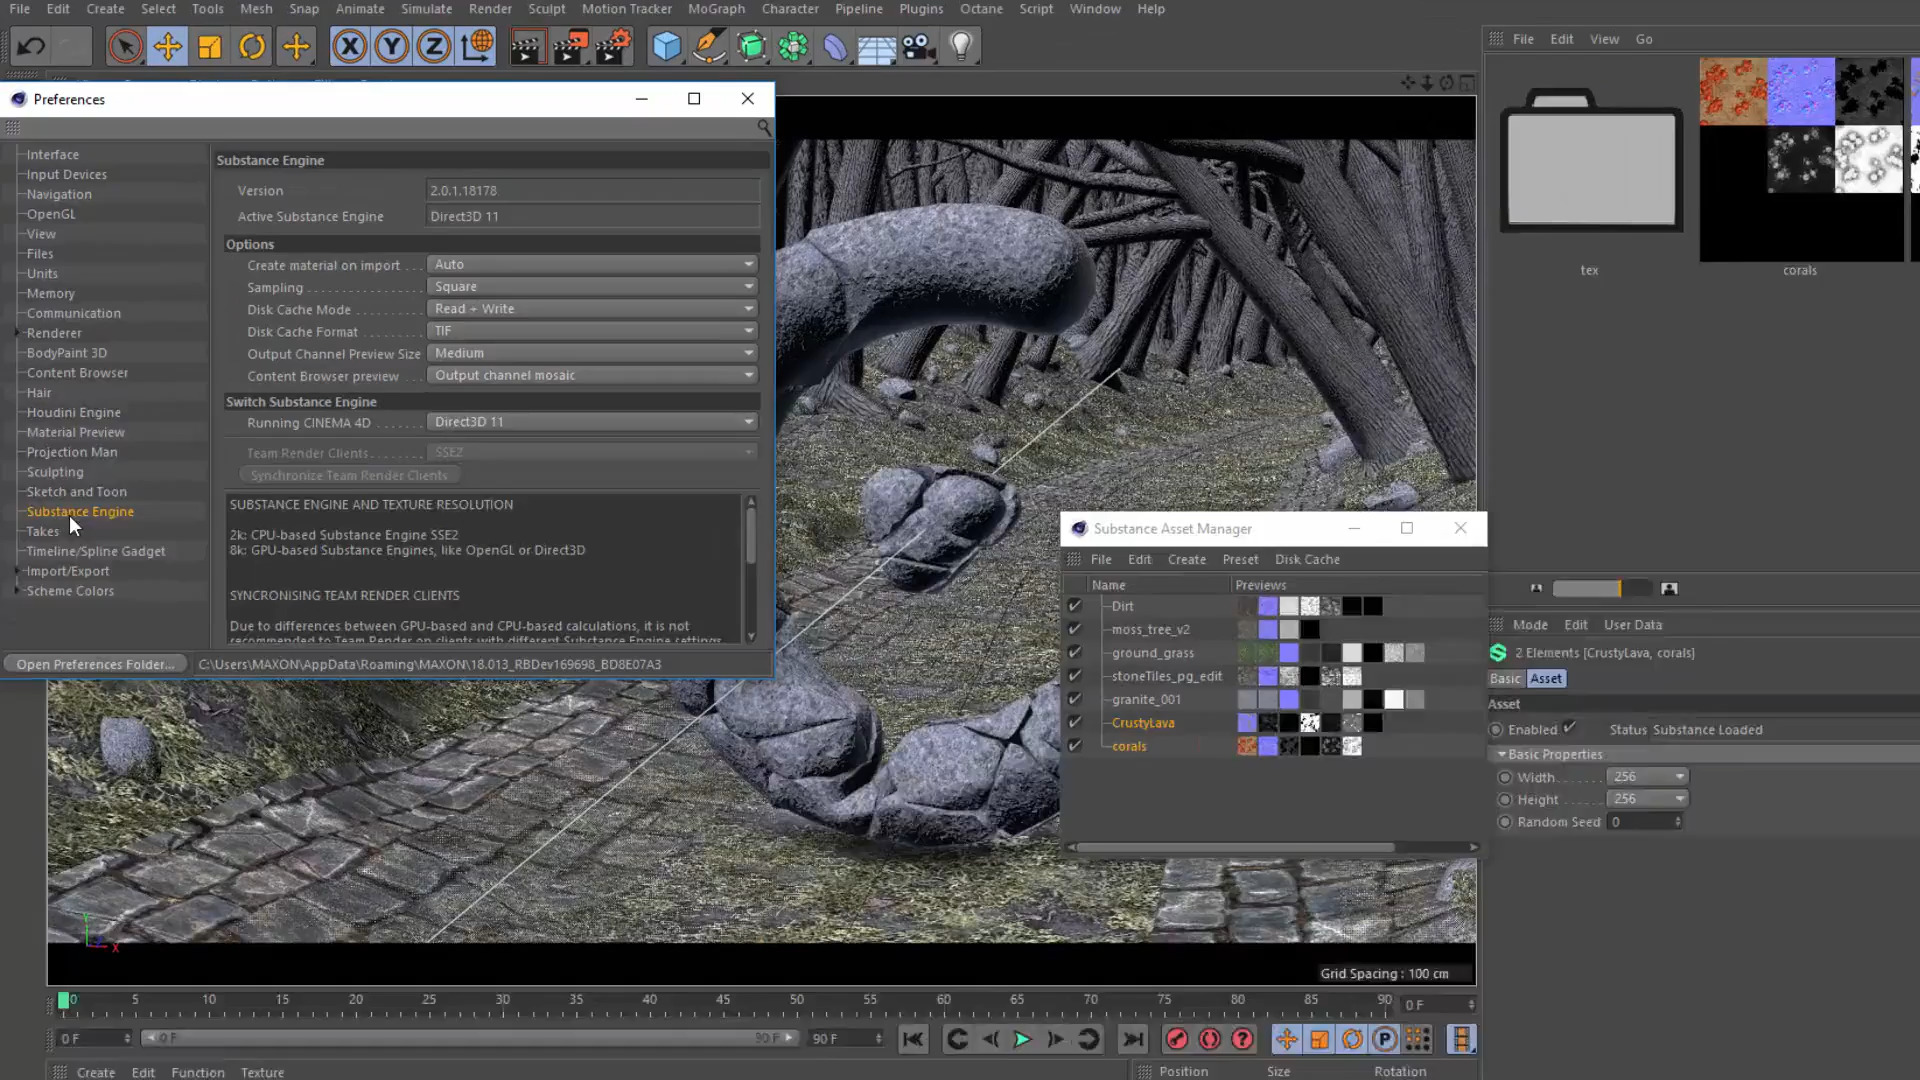 File Edit Create Select Tools Mesh Snap Animate Simulate Render Sculpt Motion Tracker MoGraph Character Pipeline Plugins Octane Script Window Help
X Y Z
File Edit View Go
tex
corals
Preferences
Interface
Input Devices
Navigation
OpenGL
View
Files
Units
Memory
Communication
Renderer
BodyPaint 3D
Content Browser
Hair
Houdini Engine
Material Preview
Projection Man
Sculpting
Sketch and Toon
Substance Engine
Takes
Timeline/Spline Gadget
Import/Export
Scheme Colors
Substance Engine
Version 2.0.1.18178
Active Substance Engine Direct3D 11
Options
Create material on import . . . Auto
Sampling . . . . . . . . . . . . . . . . Square
Disk Cache Mode . . . . . . . . . Read + Write
Disk Cache Format . . . . . . . . TIF
Output Channel Preview Size Medium
Content Browser preview . . . . Output channel mosaic
Switch Substance Engine
Running CINEMA 4D . . . . . . . Direct3D 11
Team Render Clients . . . . . . . SSE2
Synchronize Team Render Clients
SUBSTANCE ENGINE AND TEXTURE RESOLUTION
2k: CPU-based Substance Engine SSE2
8k: GPU-based Substance Engines, like OpenGL or Direct3D
SYNCRONISING TEAM RENDER CLIENTS
Due to differences between GPU-based and CPU-based calculations, it is not
recommended to Team Render on clients with different Substance Engine settings.
Open Preferences Folder... C:\Users\MAXON\AppData\Roaming\MAXON\18.013_RBDev169698_BD8E07A3
Substance Asset Manager
File Edit Create Preset Disk Cache
Name Previews
Dirt
moss_tree_v2
ground_grass
stoneTiles_pg_edit
granite_001
CrustyLava
corals
Mode Edit User Data
2 Elements [CrustyLava, corals]
Basic Asset
Asset
Enabled Status Substance Loaded
Basic Properties
Width . . . . . . 256
Height . . . . . 256
Random Seed 0
Y
X
Grid Spacing : 100 cm
0 5 10 15 20 25 30 35 40 45 50 55 60 65 70 75 80 85 90 0 F
0 F 0 F 90 F 90 F
P
Create Edit Function Texture
Position Size Rotation